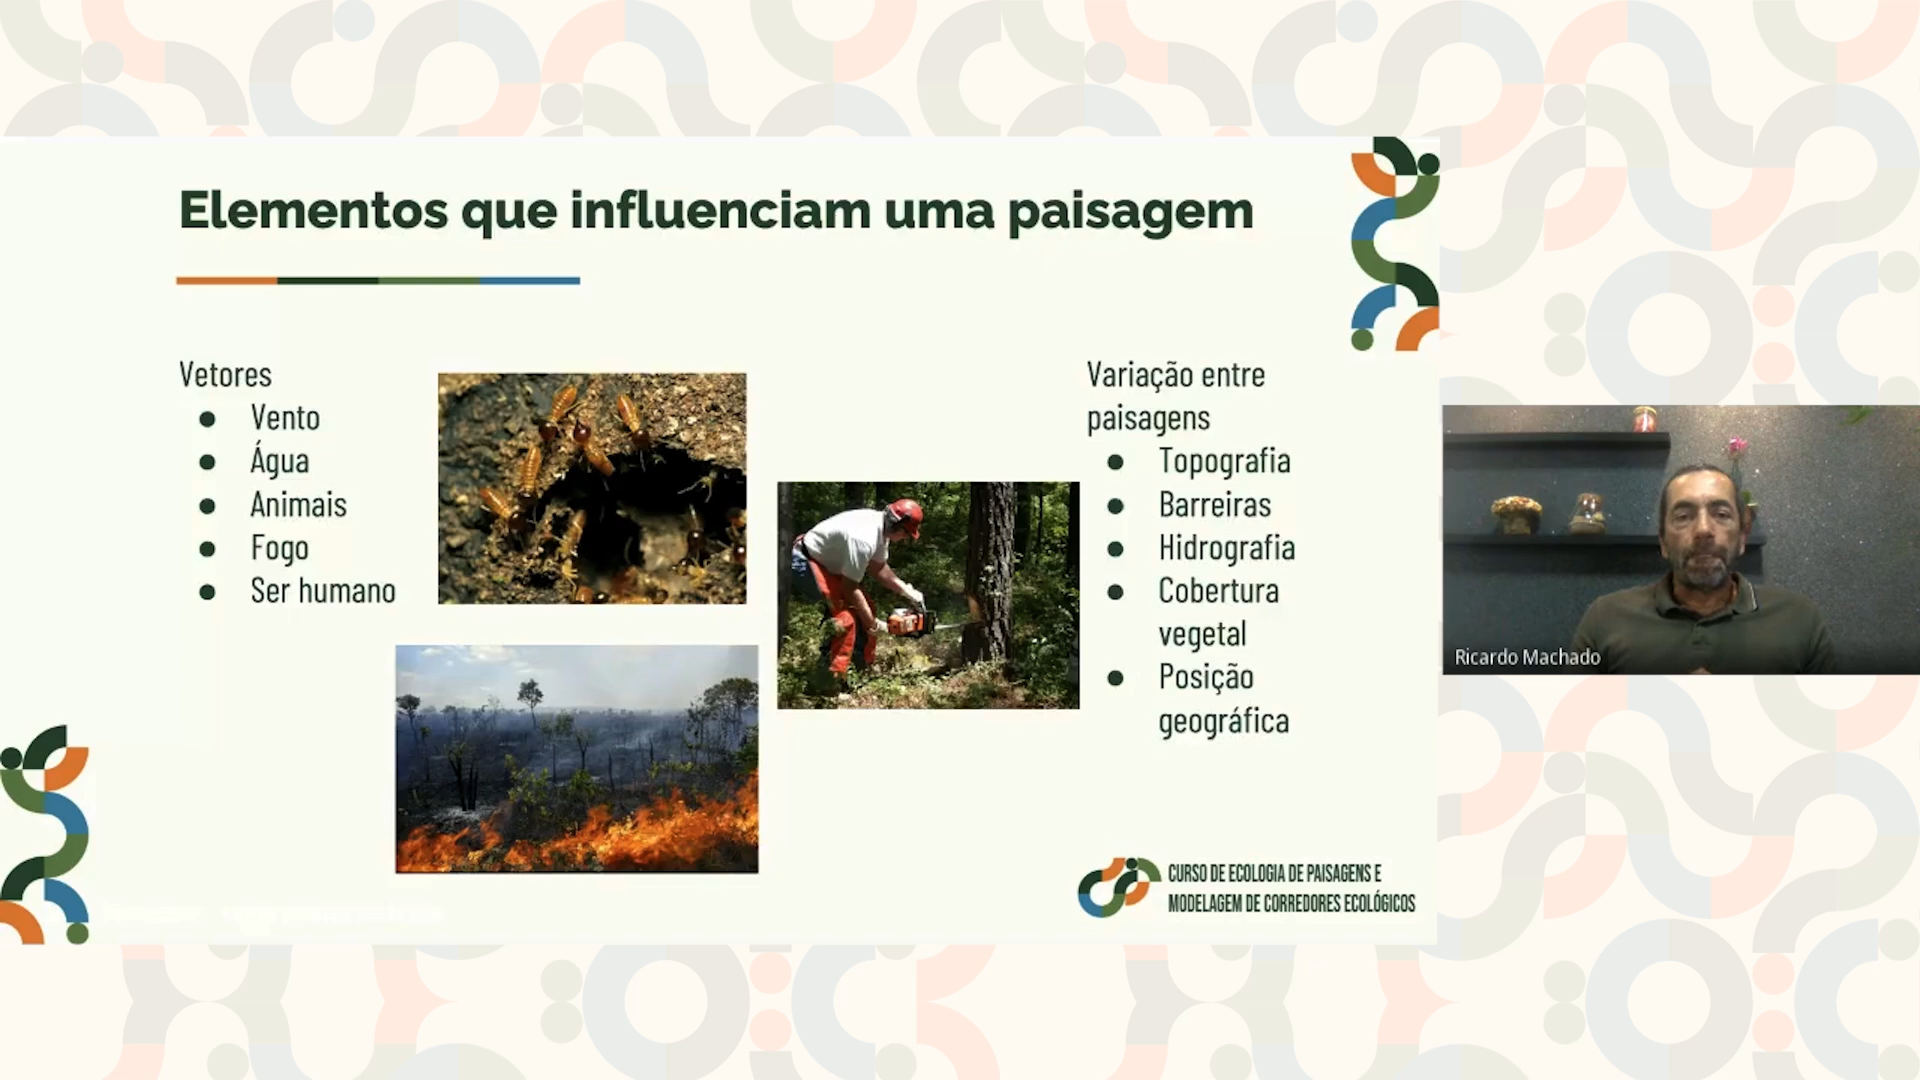 Elementos que influenciam uma paisagem
Vetores
● Vento
● Água
● Animais
● Fogo
● Ser humano
Variação entre
paisagens
● Topografia
● Barreiras
● Hidrografia
● Cobertura
vegetal
● Posição
geográfica
Ricardo Machado
CURSO DE ECOLOGIA DE PAISAGENS E
MODELAGEM DE CORREDORES ECOLÓGICOS